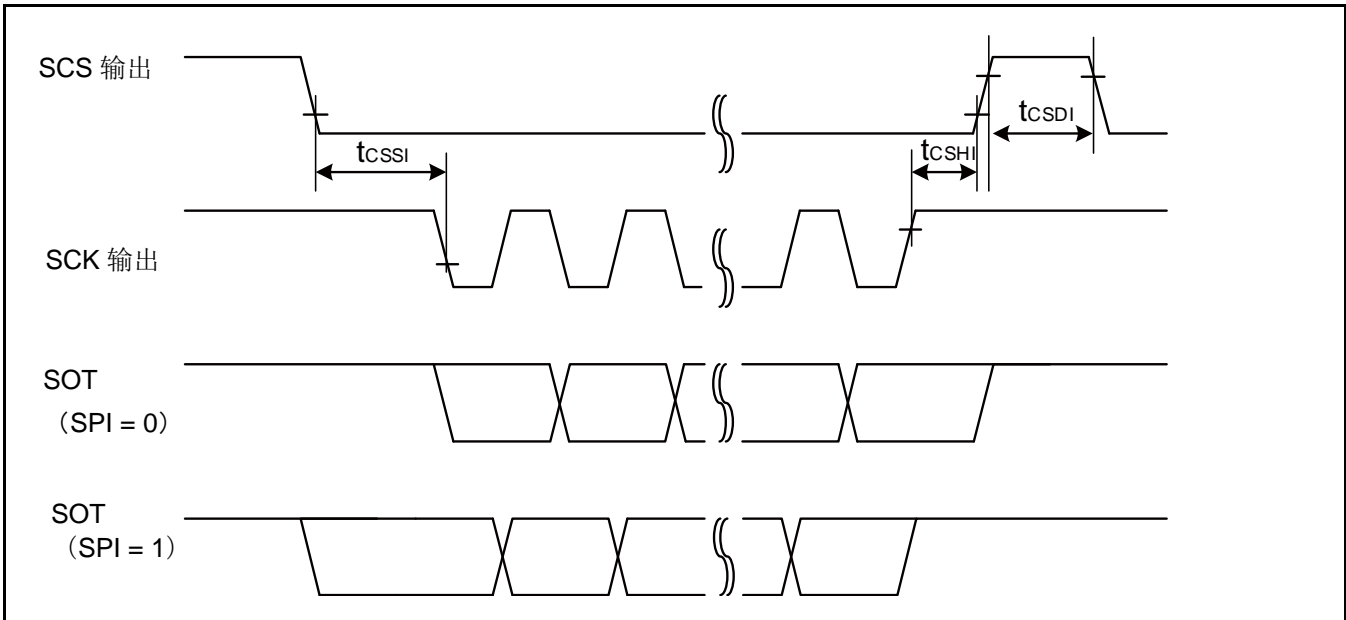 SCS 输出
tCSDI
tCSSI
tCSHI
SCK 输出
SOT
（SPI = 0）
SOT
（SPI = 1）